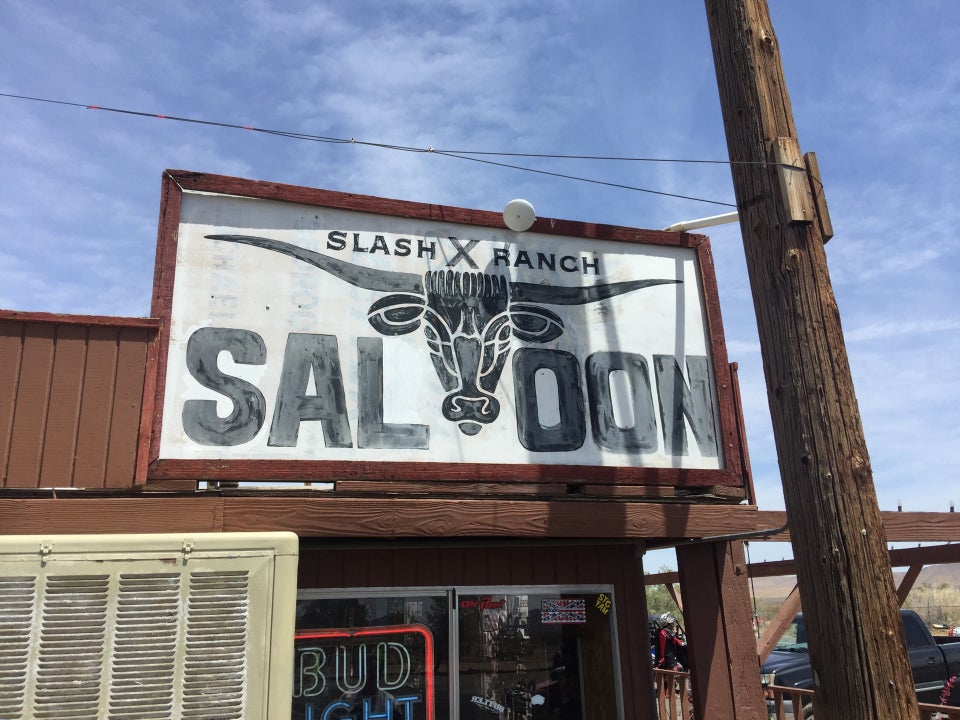 SLASH X RANCH
SALOON
BUD
LIGHT